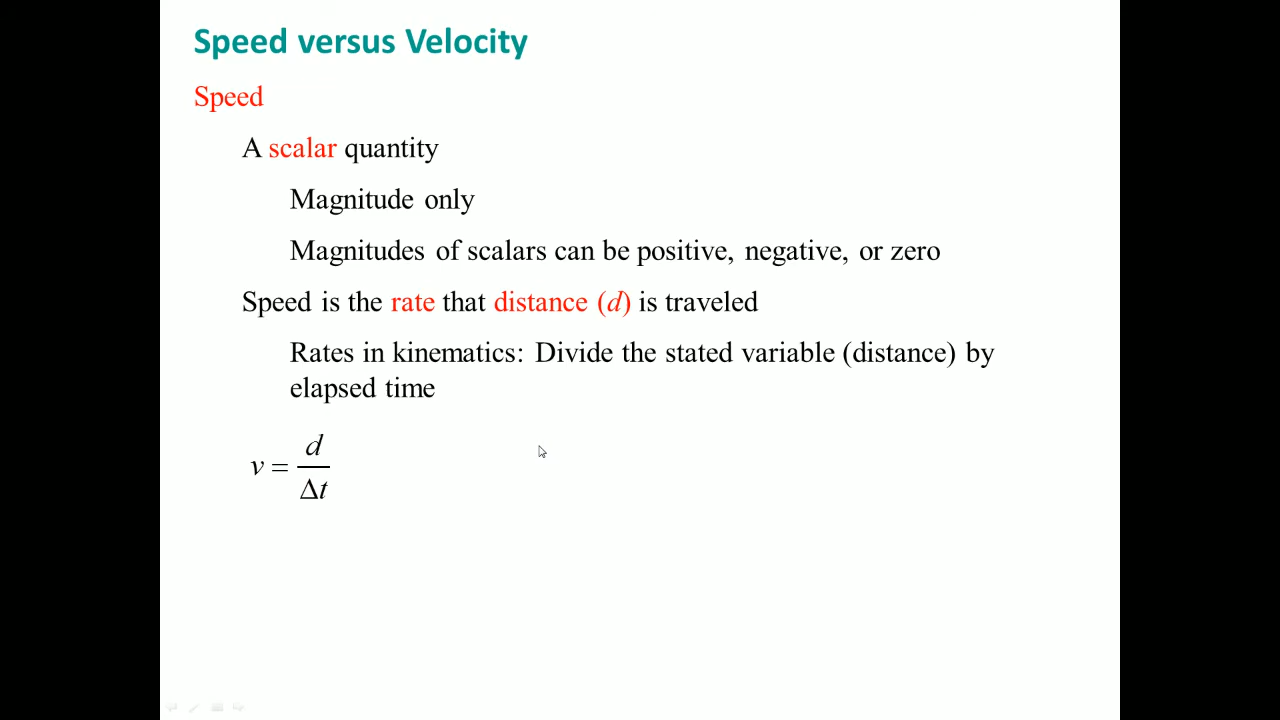 Speed versus Velocity
Speed
A scalar quantity
Magnitude only
Magnitudes of scalars can be positive, negative, or zero
Speed is the rate that distance (d) is traveled
Rates in kinematics: Divide the stated variable (distance) by
elapsed time
v = d / Δt